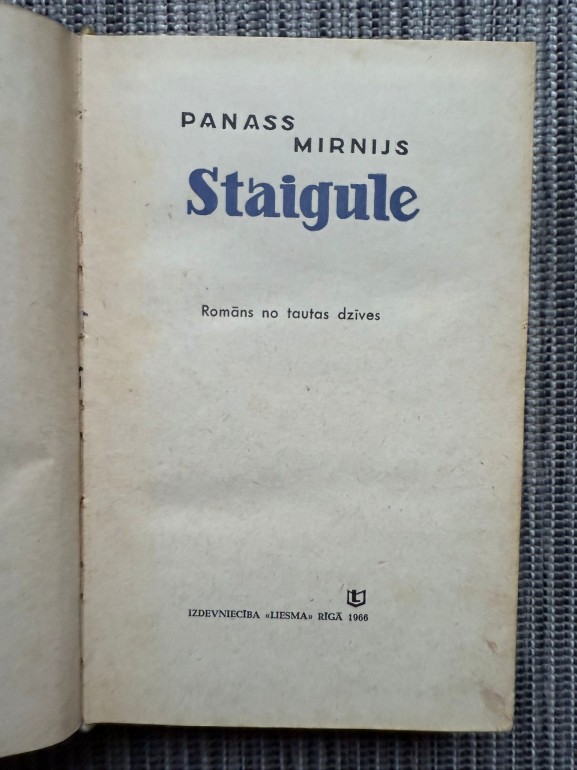 PANASS
MIRNIJS
Staigule
Romāns no tautas dzīves
IZDEVNIECĪBA «LIESMA» RĪGĀ 1966